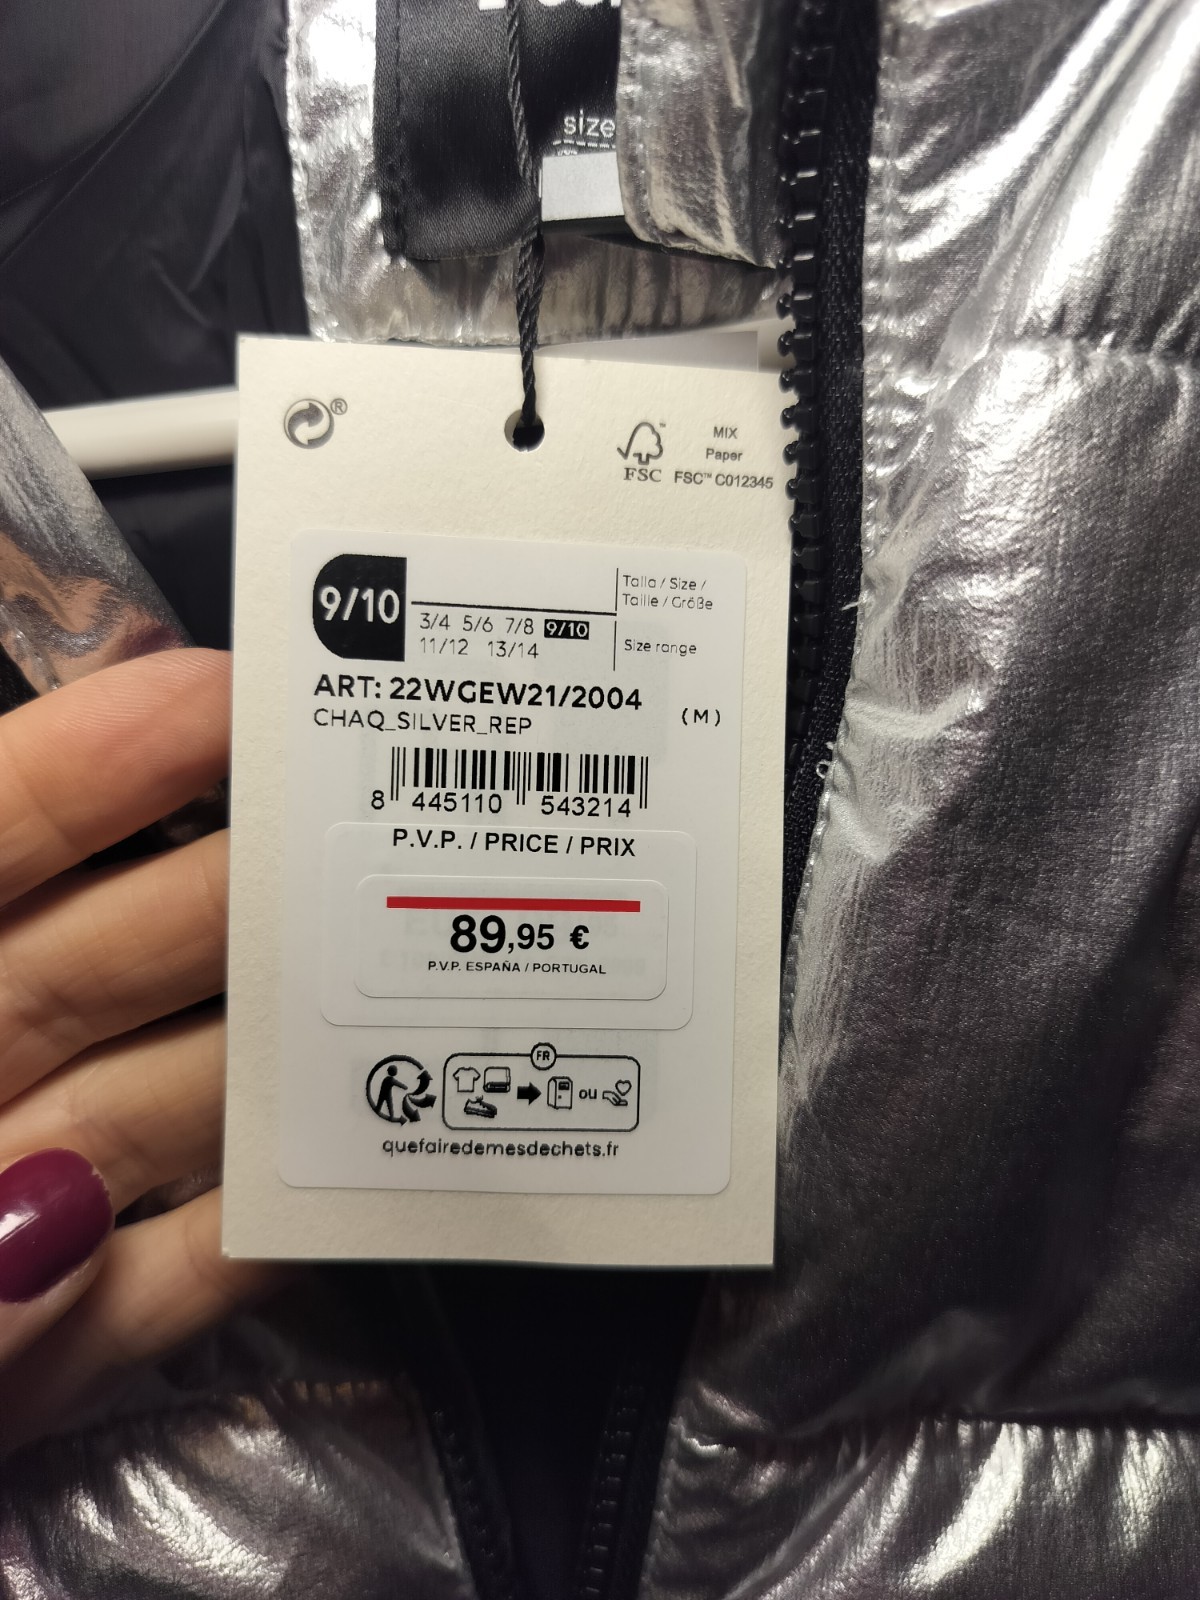 size
®
MIX
Paper
FSC FSC™ C012345
9/10
Talla / Size /
Taille / Größe
3/4 5/6 7/8 9/10
11/12 13/14
Size range
ART: 22WGEW21/2004
(M)
CHAQ_SILVER_REP
8 445110 543214
P.V.P. / PRICE / PRIX
89,95 €
P.V.P. ESPAÑA / PORTUGAL
FR
ou
quefairedemesdechets.fr